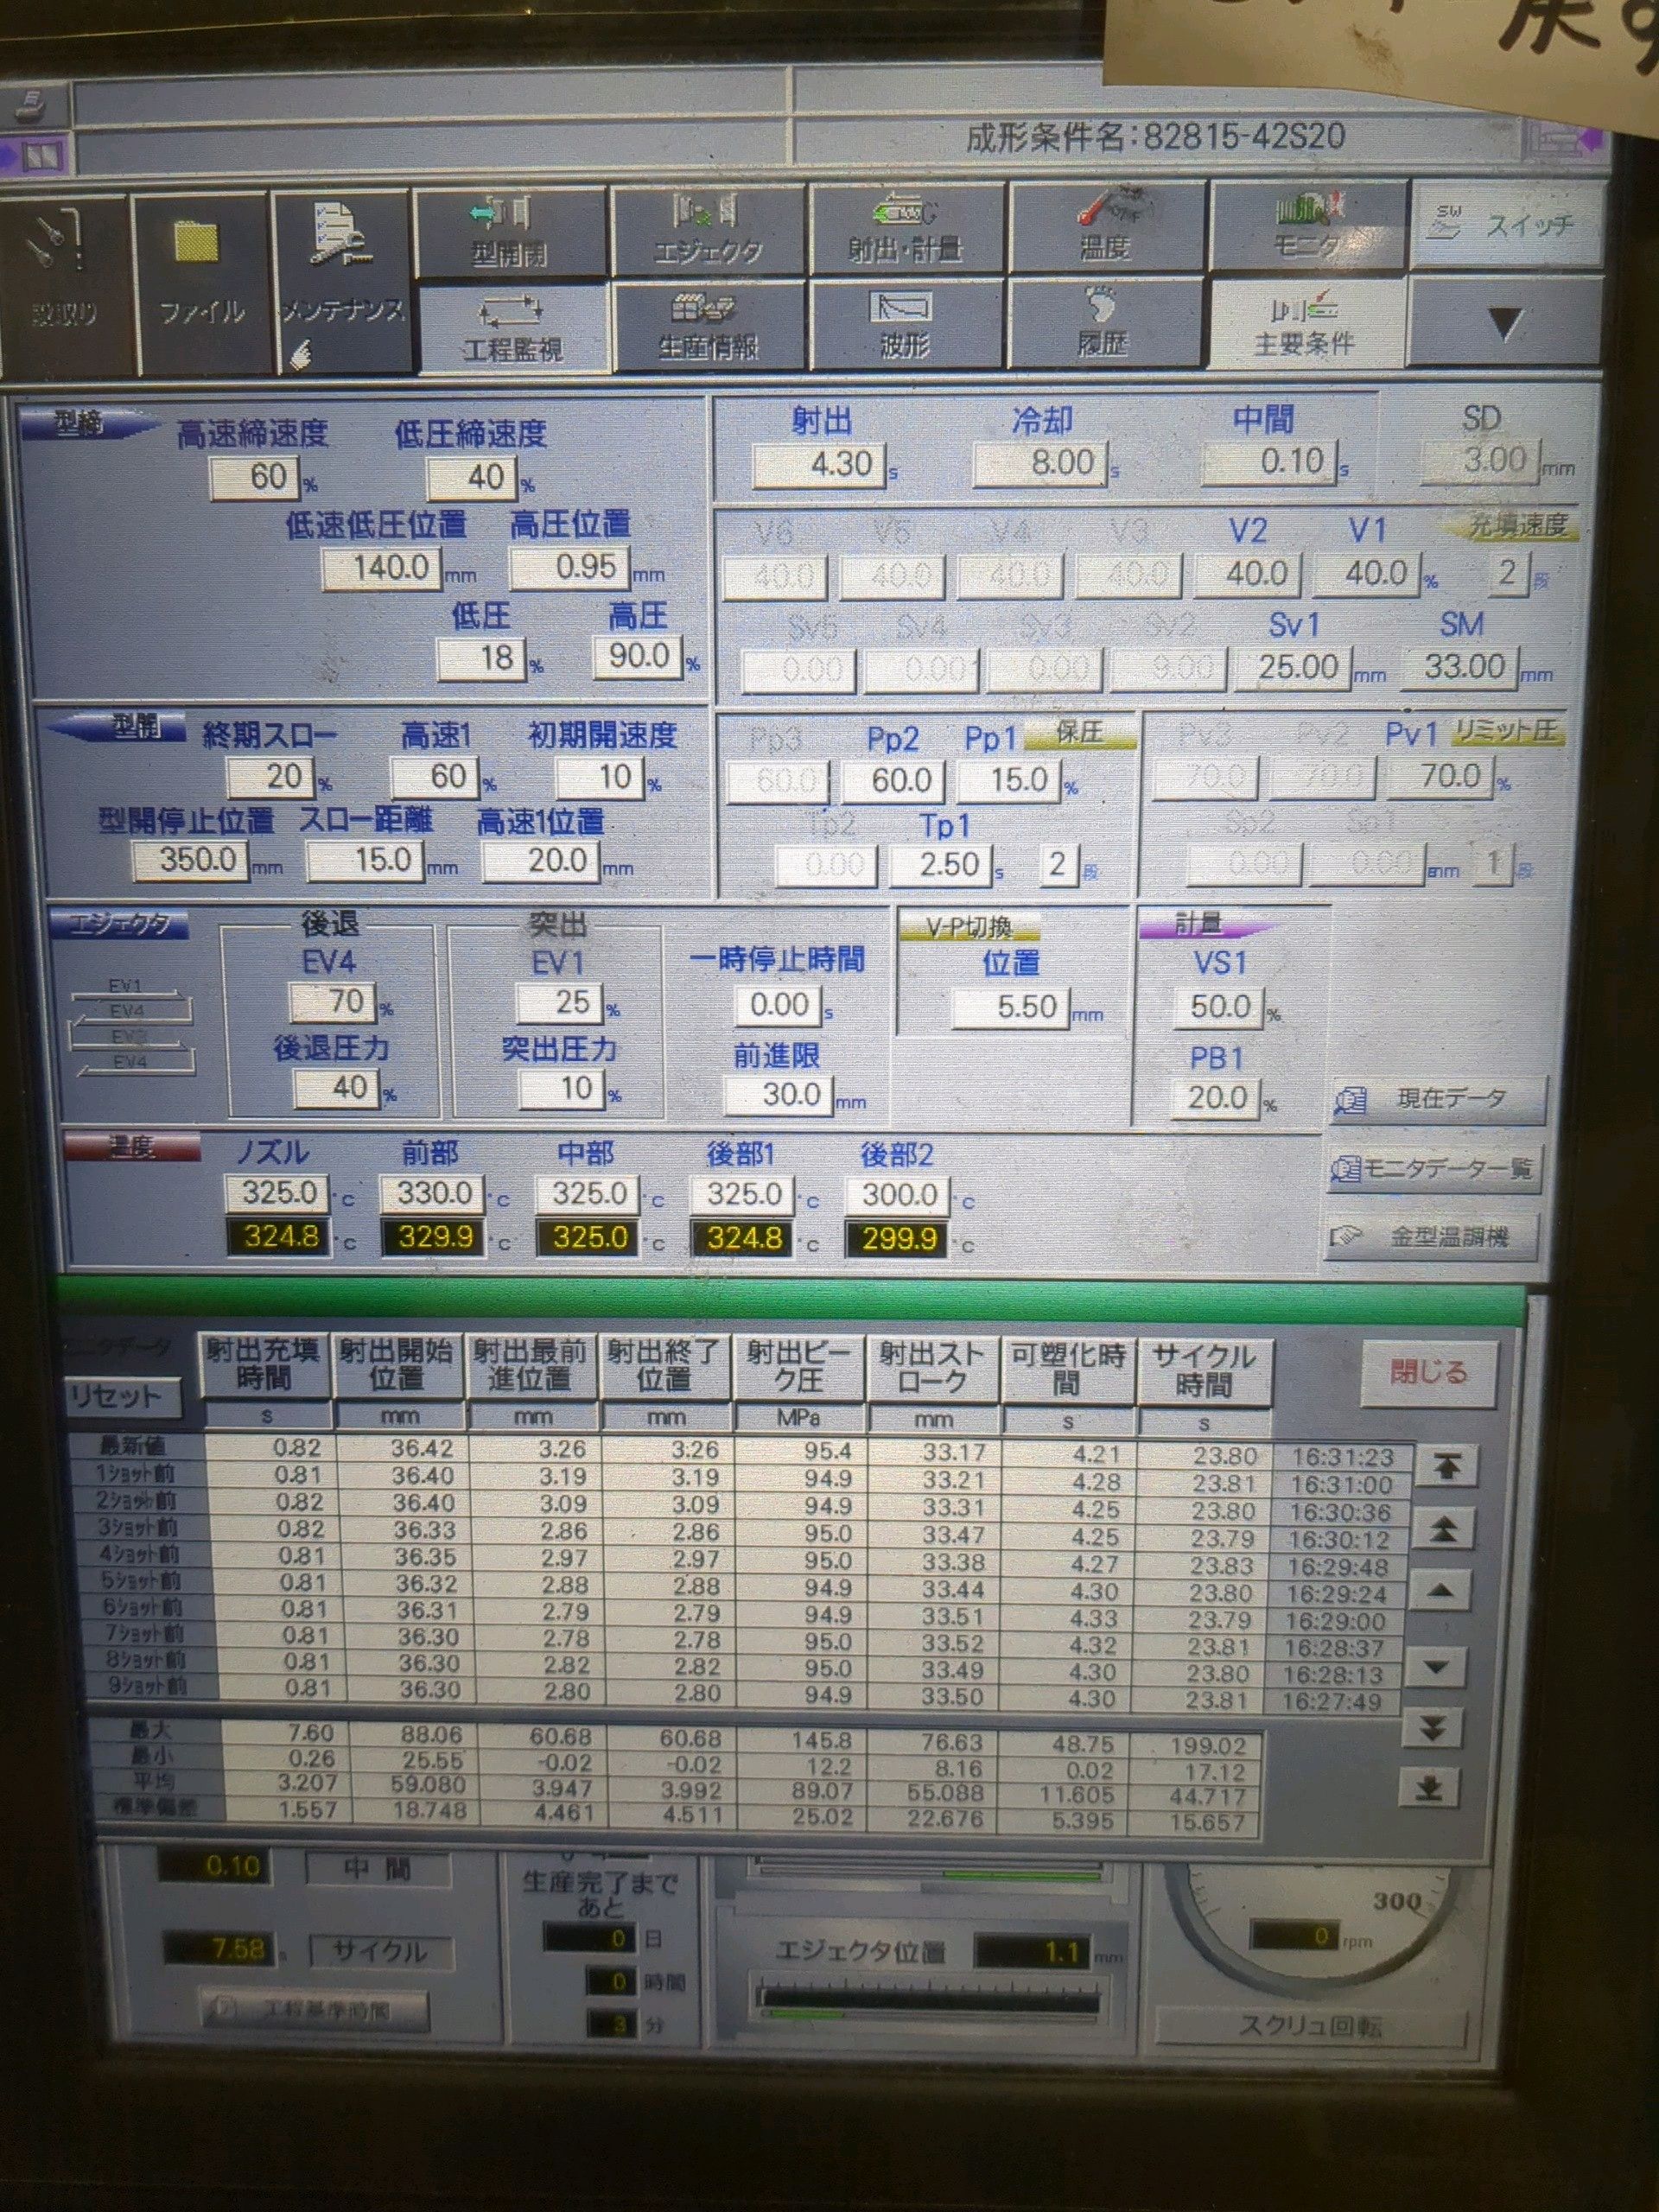 戻す
成形条件名:82815-42S20
型開閉 エジェクタ 射出・計量 温度 モニタ スイッチ
段取り ファイル メンテナンス 工程監視 生産情報 波形 履歴 主要条件 ▼
型締 高速締速度 低圧締速度
60 % 40 %
低速低圧位置 高圧位置
140.0 mm 0.95 mm
低圧 高圧
18 % 90.0 %
射出 冷却 中間 SD
4.30 s 8.00 s 0.10 s 3.00 mm
V6 V5 V4 V3 V2 V1 充填速度
40.0 40.0 40.0 40.0 40.0 40.0 % 2 段
Sv5 Sv4 Sv3 Sv2 Sv1 SM
0.00 0.00 0.00 9.00 25.00 mm 33.00 mm
型開 終期スロー 高速1 初期開速度
20 % 60 % 10 %
型開停止位置 スロー距離 高速1位置
350.0 mm 15.0 mm 20.0 mm
Pp3 Pp2 Pp1 保圧
60.0 60.0 15.0 %
Tp2 Tp1
0.00 2.50 s 2 段
Pv3 Pv2 Pv1 リミット圧
70.0 70.0 70.0 %
Sp2 Sp1
0.00 0.00 mm 1 段
エジェクタ 後退 突出
EV4 EV1 一時停止時間
EV1
EV4
EV4
70 % 25 % 0.00 s
後退圧力 突出圧力 前進限
40 % 10 % 30.0 mm
V-P切換
位置
5.50 mm
計量
VS1
50.0 %
PB1
20.0 %
現在データ
モニタデーター覧
金型温調機
温度 ノズル 前部 中部 後部1 後部2
325.0 °C 330.0 °C 325.0 °C 325.0 °C 300.0 °C
324.8 °C 329.9 °C 325.0 °C 324.8 °C 299.9 °C
モニタデータ 射出充填時間 射出開始位置 射出最前進位置 射出終了位置 射出ピーク圧 射出ストローク 可塑化時間 サイクル時間 閉じる
リセット s mm mm mm MPa mm s s
最新値 0.82 36.42 3.26 3.26 95.4 33.17 4.21 23.80 16:31:23
1ショット前 0.81 36.40 3.19 3.19 94.9 33.21 4.28 23.81 16:31:00
2ショット前 0.82 36.40 3.09 3.09 94.9 33.31 4.25 23.80 16:30:36
3ショット前 0.82 36.33 2.86 2.86 95.0 33.47 4.25 23.79 16:30:12
4ショット前 0.81 36.35 2.97 2.97 95.0 33.38 4.27 23.83 16:29:48
5ショット前 0.81 36.32 2.88 2.88 94.9 33.44 4.30 23.80 16:29:24
6ショット前 0.81 36.31 2.79 2.79 94.9 33.51 4.33 23.79 16:29:00
7ショット前 0.81 36.30 2.78 2.78 95.0 33.52 4.32 23.81 16:28:37
8ショット前 0.81 36.30 2.82 2.82 95.0 33.49 4.30 23.80 16:28:13
9ショット前 0.81 36.30 2.80 2.80 94.9 33.50 4.30 23.81 16:27:49
最大 7.60 88.06 60.68 60.68 145.8 76.63 48.75 199.02
最小 0.26 25.55 -0.02 -0.02 12.2 8.16 0.02 17.12
平均 3.207 59.080 3.947 3.992 89.07 55.088 11.605 44.717
標準偏差 1.557 18.748 4.461 4.511 25.02 22.676 5.395 15.657
0.10 中間
7.58 s サイクル
工程基準時間
生産完了まで
あと
0 日
0 時間
3 分
エジェクタ位置 1.1 mm
300
0 rpm
スクリュ回転